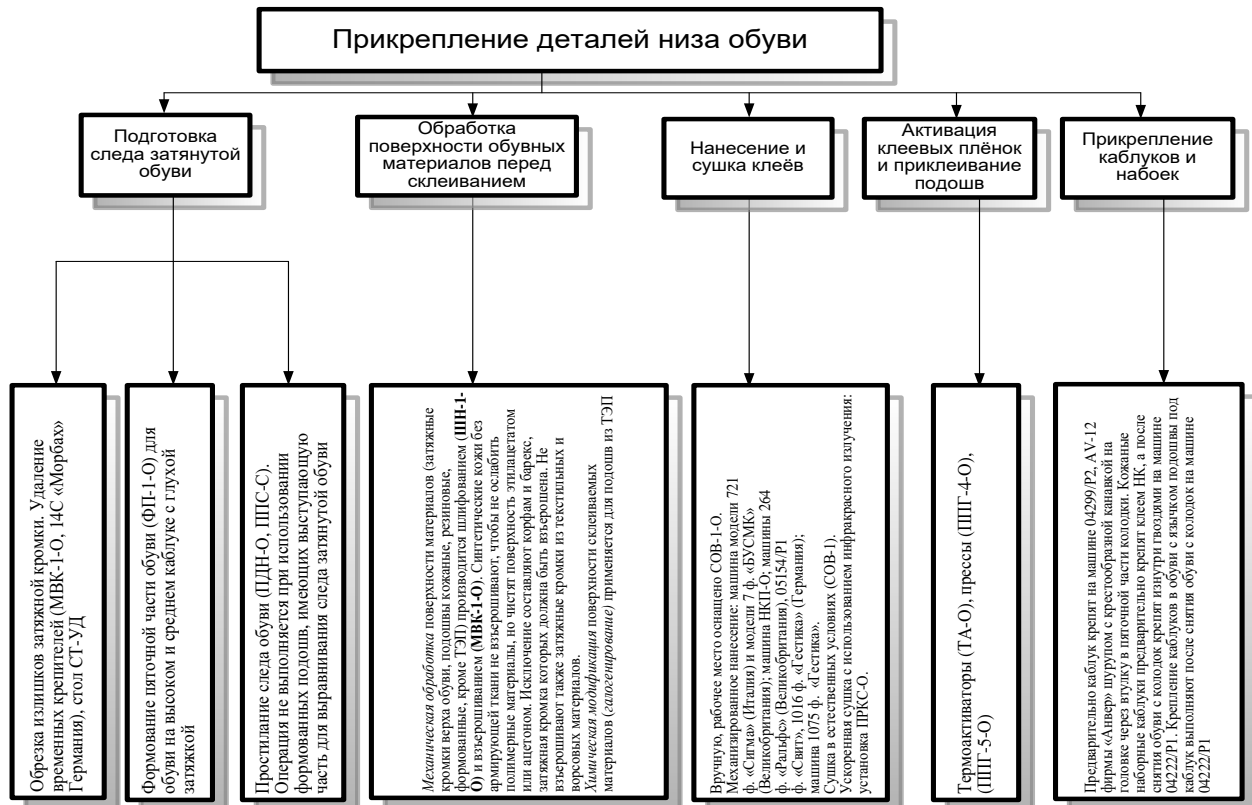 Прикрепление деталей низа обуви
Подготовка
следа затянутой
обуви
Обработка
поверхности обувных
материалов перед
склеиванием
Нанесение и
сушка клеёв
Активация
клеевых плёнок
и приклеивание
подошв
Прикрепление
каблуков и
набоек
Обрезка излишков затяжной кромки. Удаление
временных крепителей (МВК-1-О, 14С «Морбах»
Германия), стол СТ-УД
Формование пяточной части обуви (ФП-1-О) для
обуви на высоком и среднем каблуке с глухой
затяжкой
Простилание следа обуви (ПДН-О, ППС-С).
Операция не выполняется при использовании
формованных подошв, имеющих выступающую
часть для выравнивания следа затянутой обуви
Механическая обработка поверхности материалов (затяжные
кромки верха обуви, подошвы кожаные, резиновые,
формованные, кроме ТЭП) производится шлифованием (ШН-1-
О) и взъерошиванием (МВК-1-О). Синтетические кожи без
армирующей ткани не взъерошивают, чтобы не ослабить
полимерные материалы, но чистят поверхность этилацетатом
или ацетоном. Исключение составляют корфам и барекс,
затяжная кромка которых должна быть взъерошена. Не
взъерошивают также затяжные кромки из текстильных и
ворсовых материалов.
Химическая модификация поверхности склеиваемых
материалов (галогенирование) применяется для подошв из ТЭП
Вручную, рабочее место оснащено СОВ-1-О.
Механизированное нанесение: машина модели 721
ф. «Сигма» (Италия) и модели 7 ф. «БУСМК»
(Великобритания); машина НКП-О; машины 264
ф. «Ральфс» (Великобритания), 05154/Р1
ф. «Свит», 1016 ф. «Гестика» (Германия);
машина 1075 ф. «Гестика».
Сушка в естественных условиях (СОВ-1).
Ускоренная сушка с использованием инфракрасного излучения:
установка ПРКС-О.
Термоактиваторы (ТА-О), прессы (ППГ-4-О),
(ППГ-5-О)
Предварительно каблук крепят на машине 04299/Р2, AV-12
фирмы «Анвер» шурупом с крестообразной канавкой на
головке через втулку в пяточной части колодки. Кожаные
наборные каблуки предварительно крепят клеем НК, а после
снятия обуви с колодок крепят изнутри гвоздями на машине
04222/Р1. Крепление каблуков в обуви с язычком подошвы под
каблук выполняют после снятия обуви с колодок на машине
04222/Р1